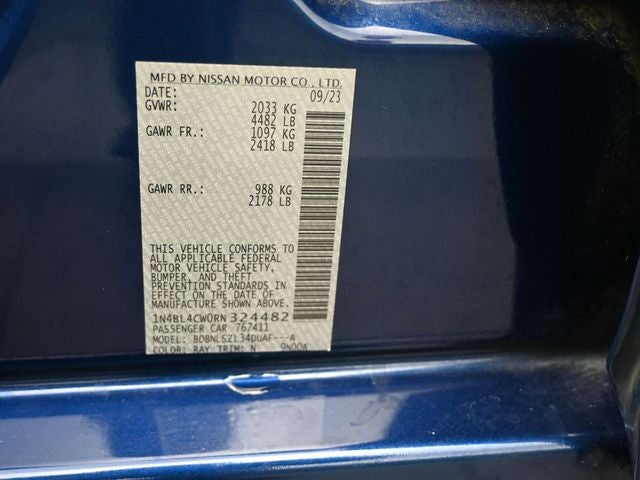 MFD BY NISSAN MOTOR CO., LTD.
DATE: 09/23
GVWR: 2033 KG
4482 LB
GAWR FR.: 1097 KG
2418 LB
GAWR RR.: 988 KG
2178 LB
THIS VEHICLE CONFORMS TO
ALL APPLICABLE FEDERAL
MOTOR VEHICLE SAFETY,
BUMPER, AND THEFT
PREVENTION STANDARDS IN
EFFECT ON THE DATE OF
MANUFACTURE SHOWN ABOVE.
1N4BL4CW0RN324482
PASSENGER CAR 767411
MODEL: BDBNLSZL34DUAF---A
COLOR: RAY TRIM: N 9N00A